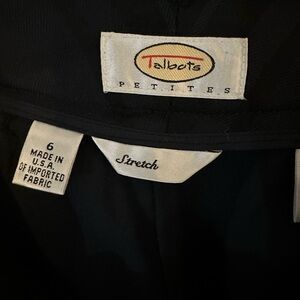 Talbots
PETITES
6
MADE IN
U.S.A.
OF IMPORTED
FABRIC
Stretch